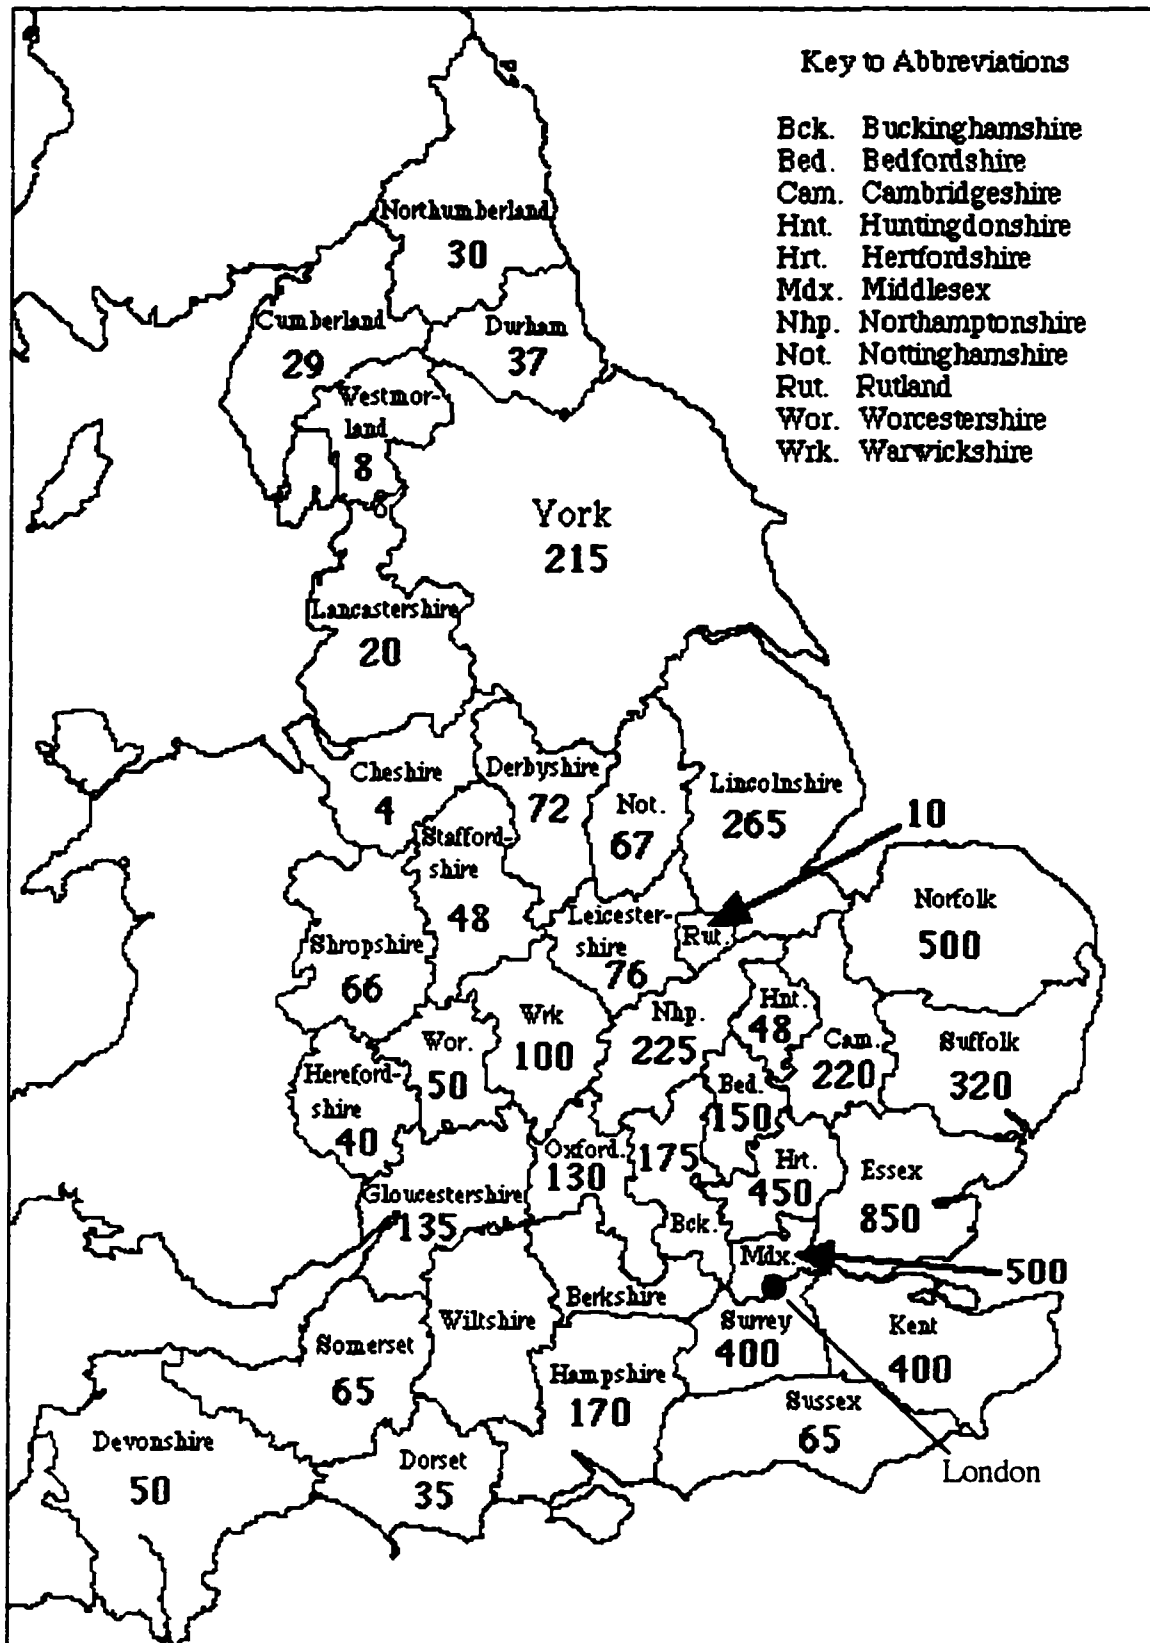 Key to Abbreviations
Bck. Buckinghamshire
Bed. Bedfordshire
Cam. Cambridgeshire
Hnt. Huntingdonshire
Hrt. Hertfordshire
Mdx. Middlesex
Nhp. Northamptonshire
Not. Nottinghamshire
Rut. Rutland
Wor. Worcestershire
Wrk. Warwickshire
Northumberland
30
Cumberland
29
Durham
37
Westmor-
land
8
York
215
Lancastershire
20
Cheshire
4
Derbyshire
72
Not.
67
Lincolnshire
265
10
Stafford-
shire
48
Shropshire
66
Leicester-
shire
76
Rut.
Norfolk
500
Wrk
100
Nhp.
225
Hnt.
48
Cam.
220
Suffolk
320
Wor.
50
Hereford-
shire
40
Bed.
150
Oxford.
130
175
Bck.
Hrt.
450
Essex
850
Gloucestershire
135
Mdx.
500
Berkshire
Wiltshire
Somerset
65
Surrey
400
Kent
400
Hampshire
170
Sussex
65
Devonshire
50
Dorset
35
London